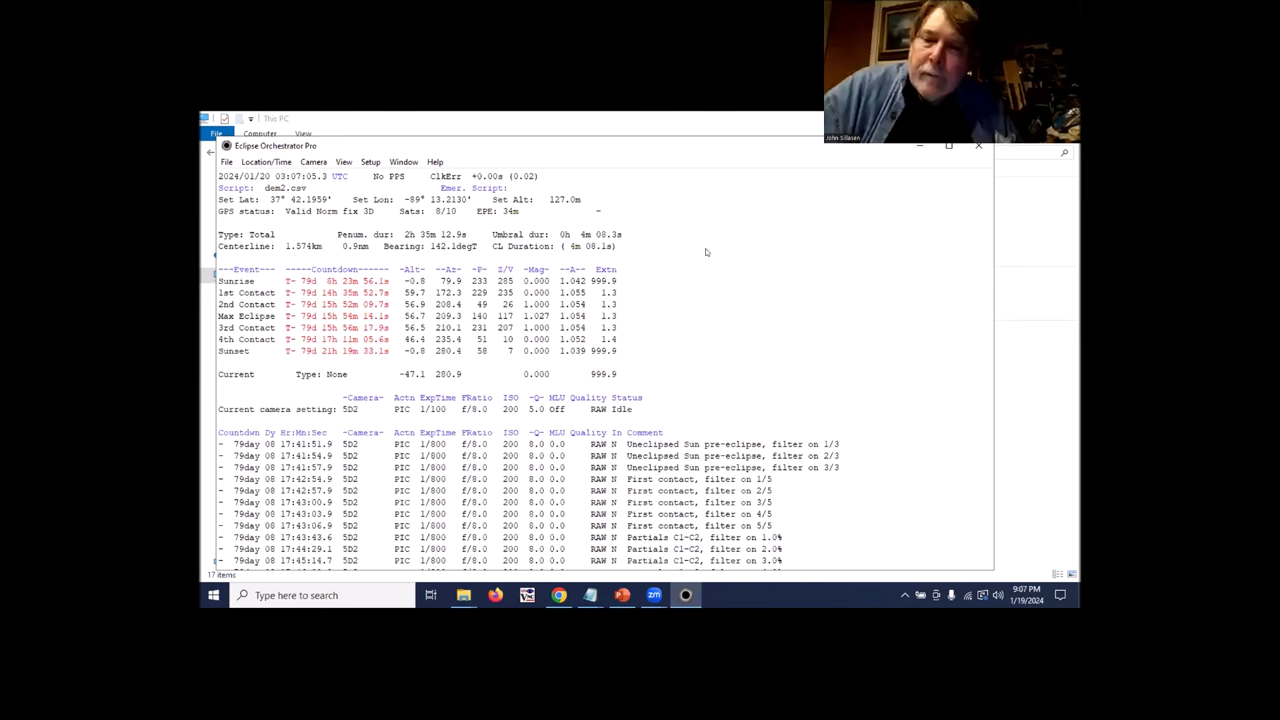 John Sillasen
This PC
File Computer View
Eclipse Orchestrator Pro
File Location/Time Camera View Setup Window Help
2024/01/20 03:07:05.3 UTC No PPS ClkErr +0.00s (0.02)
Script: dem2.csv Emer. Script:
Set Lat: 37° 42.1959' Set Lon: -89° 13.2130' Set Alt: 127.0m
GPS status: Valid Norm fix 3D Sats: 8/10 EPE: 34m -
Type: Total Penum. dur: 2h 35m 12.9s Umbral dur: 0h 4m 08.3s
Centerline: 1.574km 0.9nm Bearing: 142.1degT CL Duration: ( 4m 08.1s)
---Event--- -----Countdown------ -Alt- --Az- -P- Z/V -Mag- --A-- Extn
Sunrise T- 79d 8h 23m 56.1s -0.8 79.9 233 285 0.000 1.042 999.9
1st Contact T- 79d 14h 35m 52.7s 59.7 172.3 229 235 0.000 1.055 1.3
2nd Contact T- 79d 15h 52m 09.7s 56.9 208.4 49 26 1.000 1.054 1.3
Max Eclipse T- 79d 15h 54m 14.1s 56.7 209.3 140 117 1.027 1.054 1.3
3rd Contact T- 79d 15h 56m 17.9s 56.5 210.1 231 207 1.000 1.054 1.3
4th Contact T- 79d 17h 11m 05.6s 46.4 235.4 51 10 0.000 1.052 1.4
Sunset T- 79d 21h 19m 33.1s -0.8 280.4 58 7 0.000 1.039 999.9
Current Type: None -47.1 280.9 0.000 999.9
-Camera- Actn ExpTime FRatio ISO -Q- MLU Quality Status
Current camera setting: 5D2 PIC 1/100 f/8.0 200 5.0 Off RAW Idle
Countdwn Dy Hr:Mn:Sec -Camera- Actn ExpTime FRatio ISO -Q- MLU Quality In Comment
- 79day 08 17:41:51.9 5D2 PIC 1/800 f/8.0 200 8.0 0.0 RAW N Uneclipsed Sun pre-eclipse, filter on 1/3
- 79day 08 17:41:54.9 5D2 PIC 1/800 f/8.0 200 8.0 0.0 RAW N Uneclipsed Sun pre-eclipse, filter on 2/3
- 79day 08 17:41:57.9 5D2 PIC 1/800 f/8.0 200 8.0 0.0 RAW N Uneclipsed Sun pre-eclipse, filter on 3/3
- 79day 08 17:42:54.9 5D2 PIC 1/800 f/8.0 200 8.0 0.0 RAW N First contact, filter on 1/5
- 79day 08 17:42:57.9 5D2 PIC 1/800 f/8.0 200 8.0 0.0 RAW N First contact, filter on 2/5
- 79day 08 17:43:00.9 5D2 PIC 1/800 f/8.0 200 8.0 0.0 RAW N First contact, filter on 3/5
- 79day 08 17:43:03.9 5D2 PIC 1/800 f/8.0 200 8.0 0.0 RAW N First contact, filter on 4/5
- 79day 08 17:43:06.9 5D2 PIC 1/800 f/8.0 200 8.0 0.0 RAW N First contact, filter on 5/5
- 79day 08 17:43:43.6 5D2 PIC 1/800 f/8.0 200 8.0 0.0 RAW N Partials C1-C2, filter on 1.0%
- 79day 08 17:44:29.1 5D2 PIC 1/800 f/8.0 200 8.0 0.0 RAW N Partials C1-C2, filter on 2.0%
- 79day 08 17:45:14.7 5D2 PIC 1/800 f/8.0 200 8.0 0.0 RAW N Partials C1-C2, filter on 3.0%
17 items
Type here to search
9:07 PM
1/19/2024